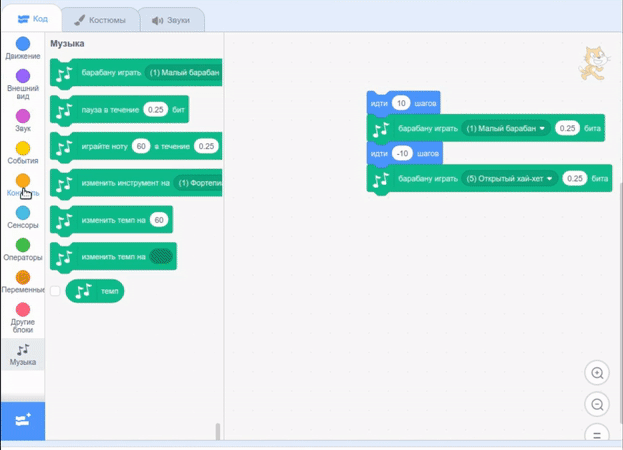 Код
Костюмы
Звуки
Движение
Внешний
вид
Звук
События
Сенсоры
Операторы
Переменные
Другие
блоки
Музыка
Музыка
барабану играть (1) Малый барабан
пауза в течение 0.25 бит
играйте ноту 60 в течение 0.25
изменить инструмент на
изменить темп на 60
изменить темп на
темп
идти 10 шагов
барабану играть (1) Малый барабан 0.25 бита
идти -10 шагов
барабану играть (5) Открытый хай-хет 0.25 бита